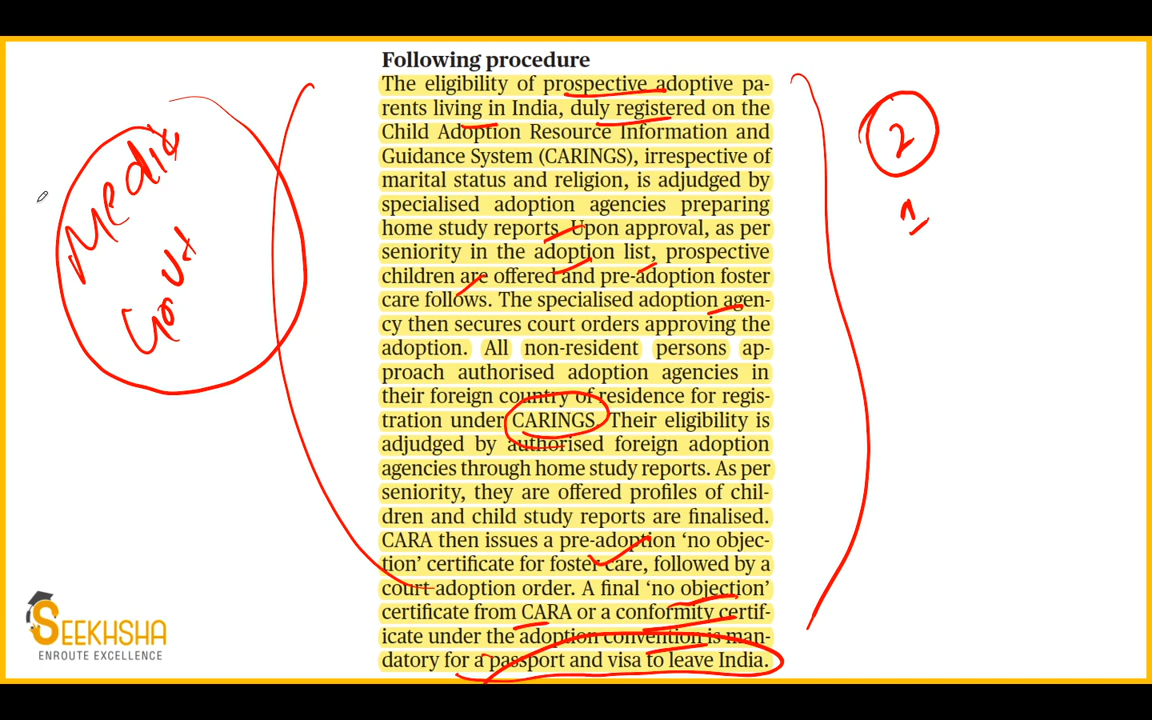 Following procedure
The eligibility of prospective adoptive pa-
rents living in India, duly registered on the
Child Adoption Resource Information and
Guidance System (CARINGS), irrespective of
marital status and religion, is adjudged by
specialised adoption agencies preparing
home study reports. Upon approval, as per
seniority in the adoption list, prospective
children are offered and pre-adoption foster
care follows. The specialised adoption agen-
cy then secures court orders approving the
adoption. All non-resident persons ap-
proach authorised adoption agencies in
their foreign country of residence for regis-
tration under CARINGS. Their eligibility is
adjudged by authorised foreign adoption
agencies through home study reports. As per
seniority, they are offered profiles of chil-
dren and child study reports are finalised.
CARA then issues a pre-adoption ‘no objec-
tion’ certificate for foster care, followed by a
court-adoption order. A final ‘no objection’
certificate from CARA or a conformity certif-
icate under the adoption convention is man-
datory for a passport and visa to leave India.
Media
Govt
2
1
SEEKHSHA
ENROUTE EXCELLENCE